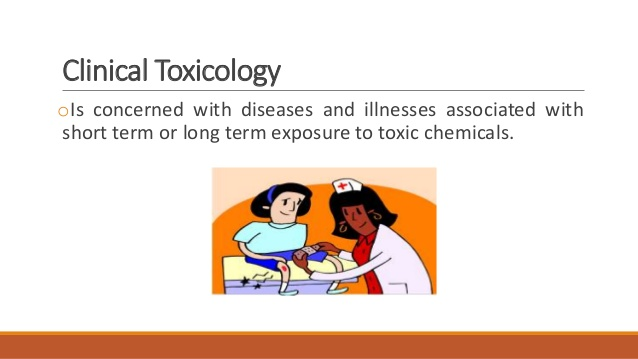 Clinical Toxicology
oIs concerned with diseases and illnesses associated with
short term or long term exposure to toxic chemicals.